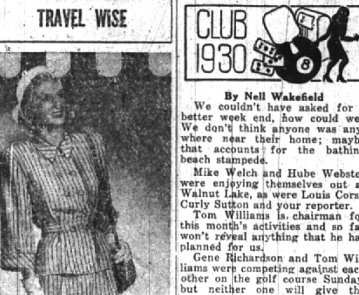 TRAVEL WISE
CLUB
1930
8
By Nell Wakefield
We couldn't have asked for
better week end, how could we
We don't think anyone was any
where near their home; mayb
that accounts for the bathin
beach stampede.
Mike Welch and Hube Webste
were enjoying themselves out a
Walnut Lake, as were Louis Cors
Curly Sutton and your reporter.
Tom Williams is chairman fo
this month's activities and so fa
won't reveal anything that he ha
planned for us.
Gene Richardson and Tom Wil
liams were competing against eac
other on the golf course Sunday
but neither one will give th